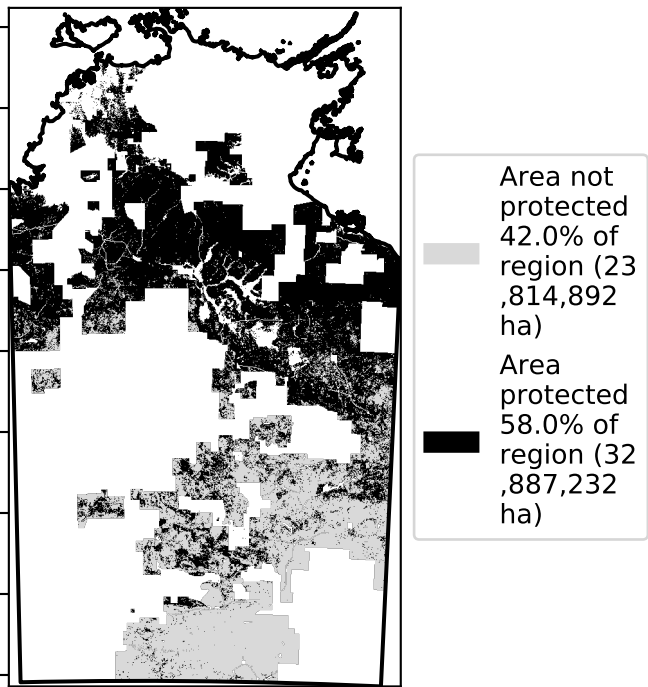 Area not
protected
42.0% of
region (23
,814,892
ha)
Area
protected
58.0% of
region (32
,887,232
ha)